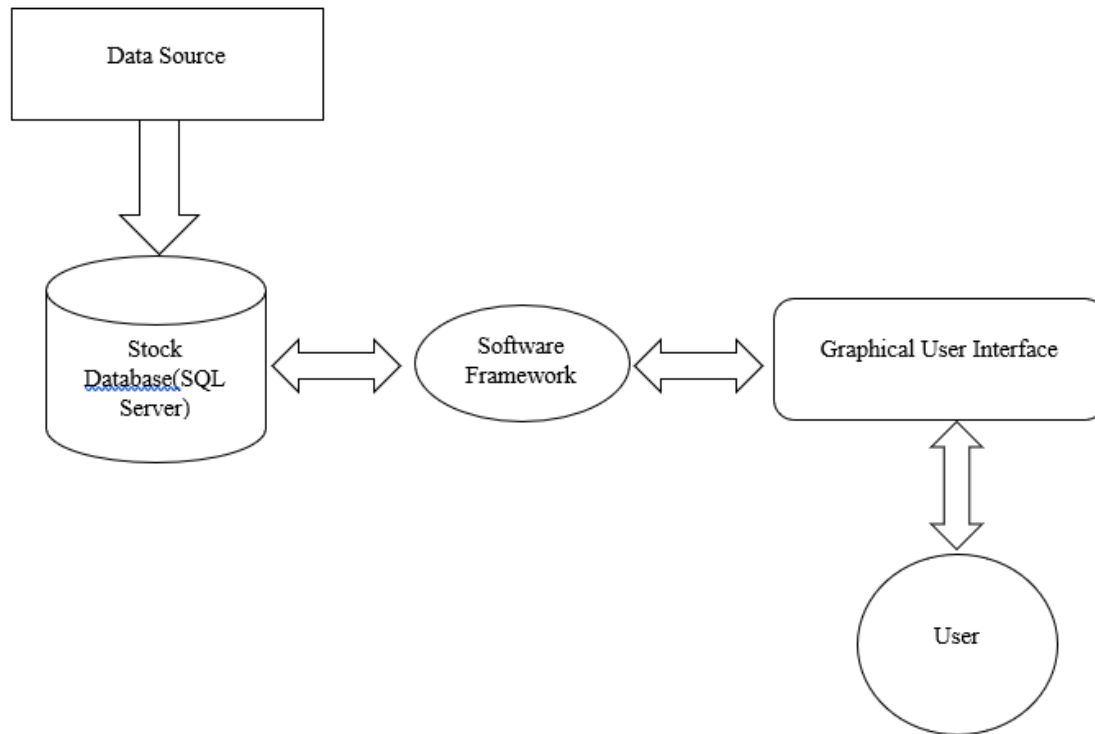 Data Source
Stock
Database(SQL
Server)
Software
Framework
Graphical User Interface
User